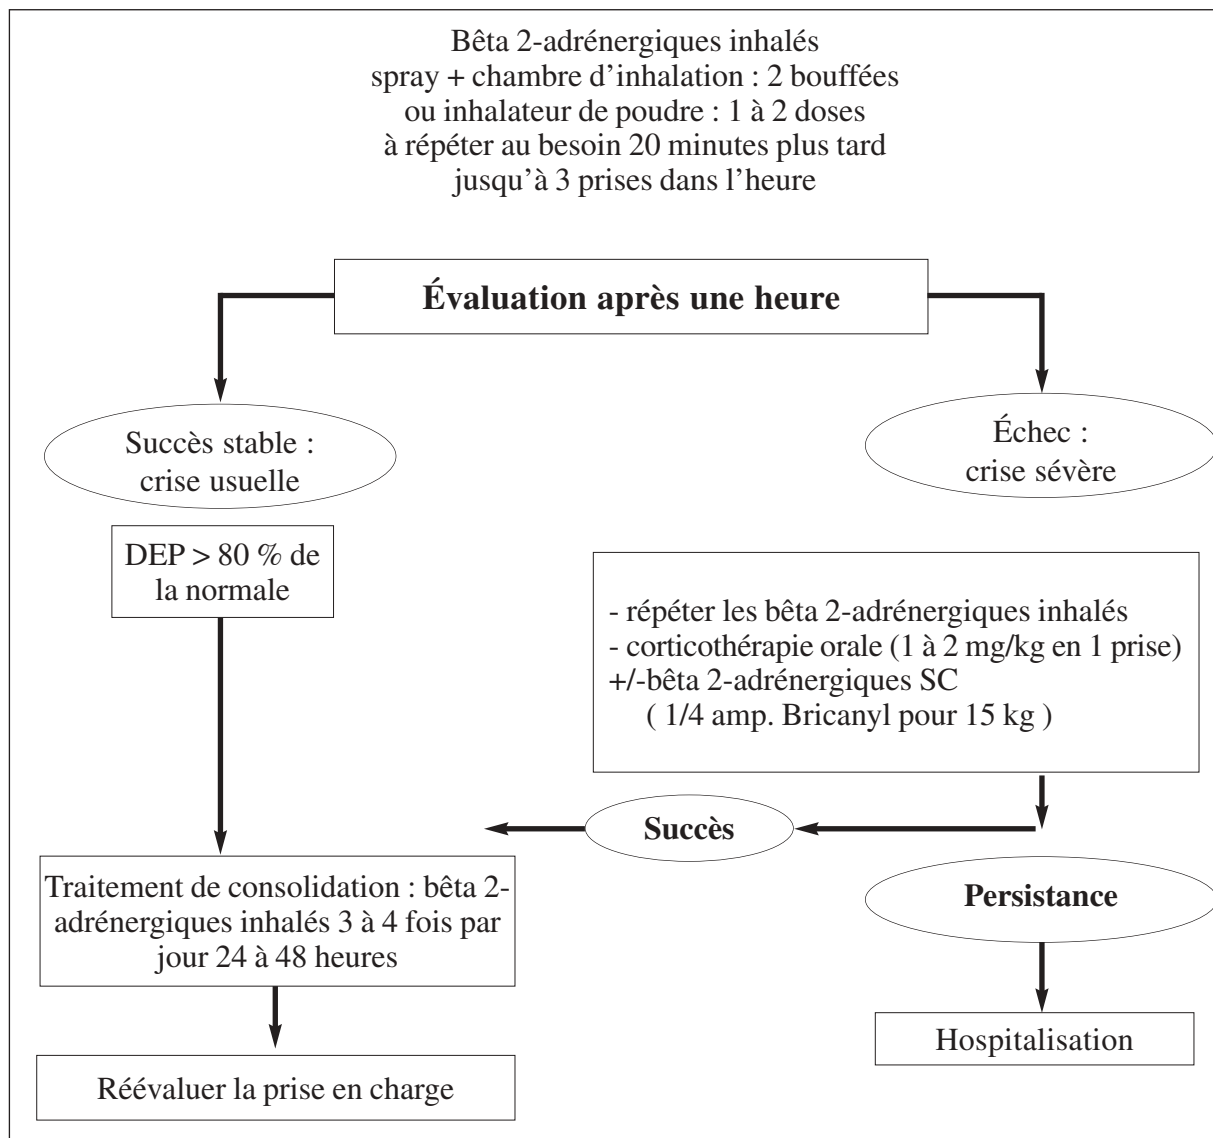 Bêta 2-adrénergiques inhalés
spray + chambre d’inhalation : 2 bouffées
ou inhalateur de poudre : 1 à 2 doses
à répéter au besoin 20 minutes plus tard
jusqu’à 3 prises dans l’heure
Évaluation après une heure
Succès stable :
crise usuelle
Échec :
crise sévère
DEP > 80 % de
la normale
- répéter les bêta 2-adrénergiques inhalés
- corticothérapie orale (1 à 2 mg/kg en 1 prise)
+/-bêta 2-adrénergiques SC
( 1/4 amp. Bricanyl pour 15 kg )
Succès
Traitement de consolidation : bêta 2-
adrénergiques inhalés 3 à 4 fois par
jour 24 à 48 heures
Persistance
Hospitalisation
Réévaluer la prise en charge